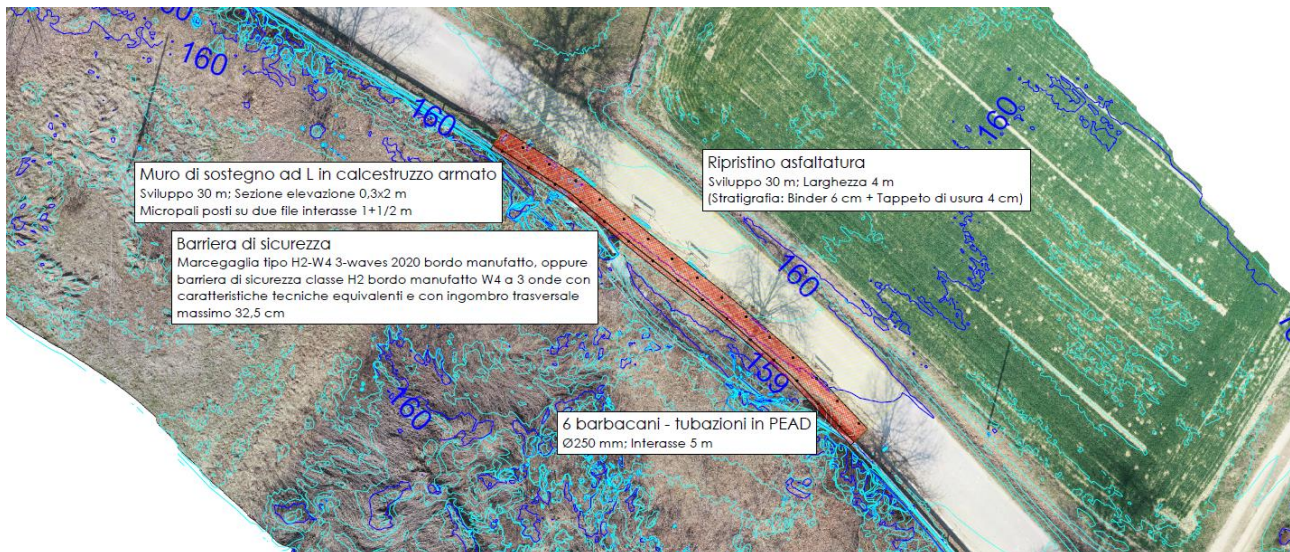 160
160
160
160
Muro di sostegno ad L in calcestruzzo armato
Sviluppo 30 m; Sezione elevazione 0,3x2 m
Micropali posti su due file interasse 1+1/2 m
Ripristino asfaltatura
Sviluppo 30 m; Larghezza 4 m
(Stratigrafia: Binder 6 cm + Tappeto di usura 4 cm)
Barriera di sicurezza
Marcegaglia tipo H2-W4 3-waves 2020 bordo manufatto, oppure
barriera di sicurezza classe H2 bordo manufatto W4 a 3 onde con
caratteristiche tecniche equivalenti e con ingombro trasversale
massimo 32,5 cm
160
159
160
6 barbacani - tubazioni in PEAD
Ø250 mm; Interasse 5 m